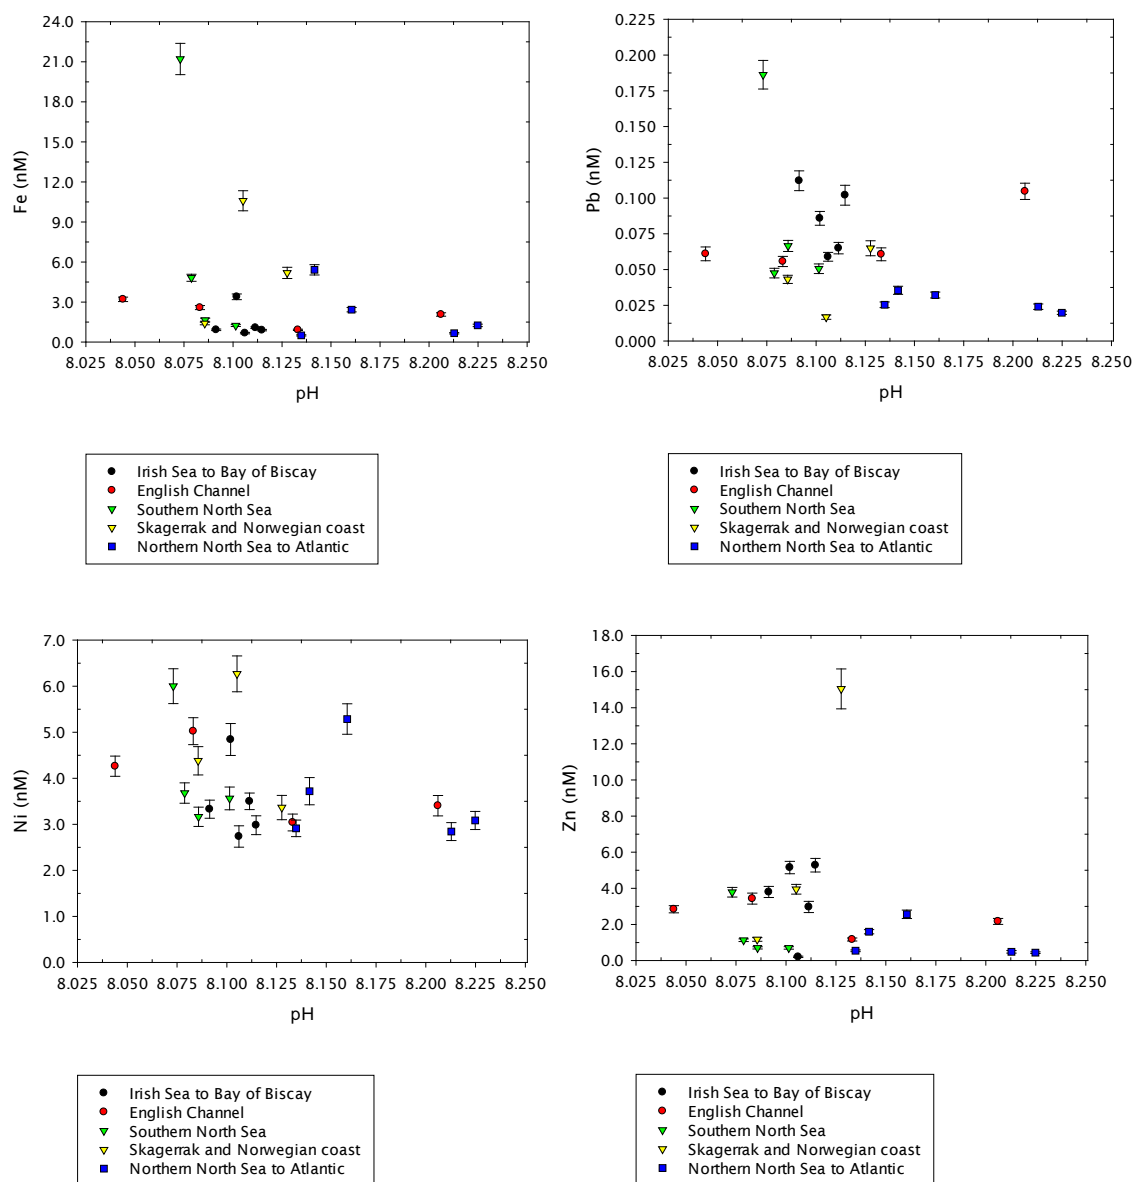 24.0
21.0
18.0
15.0
12.0
9.0
6.0
3.0
0.0
Fe (nM)
8.025 8.050 8.075 8.100 8.125 8.150 8.175 8.200 8.225 8.250
pH
Irish Sea to Bay of Biscay
English Channel
Southern North Sea
Skagerrak and Norwegian coast
Northern North Sea to Atlantic
0.225
0.200
0.175
0.150
0.125
0.100
0.075
0.050
0.025
0.000
Pb (nM)
8.025 8.050 8.075 8.100 8.125 8.150 8.175 8.200 8.225 8.250
pH
Irish Sea to Bay of Biscay
English Channel
Southern North Sea
Skagerrak and Norwegian coast
Northern North Sea to Atlantic
7.0
6.0
5.0
4.0
3.0
2.0
1.0
0.0
Ni (nM)
8.025 8.050 8.075 8.100 8.125 8.150 8.175 8.200 8.225 8.250
pH
Irish Sea to Bay of Biscay
English Channel
Southern North Sea
Skagerrak and Norwegian coast
Northern North Sea to Atlantic
18.0
16.0
14.0
12.0
10.0
8.0
6.0
4.0
2.0
0.0
Zn (nM)
8.025 8.050 8.075 8.100 8.125 8.150 8.175 8.200 8.225 8.250
pH
Irish Sea to Bay of Biscay
English Channel
Southern North Sea
Skagerrak and Norwegian coast
Northern North Sea to Atlantic